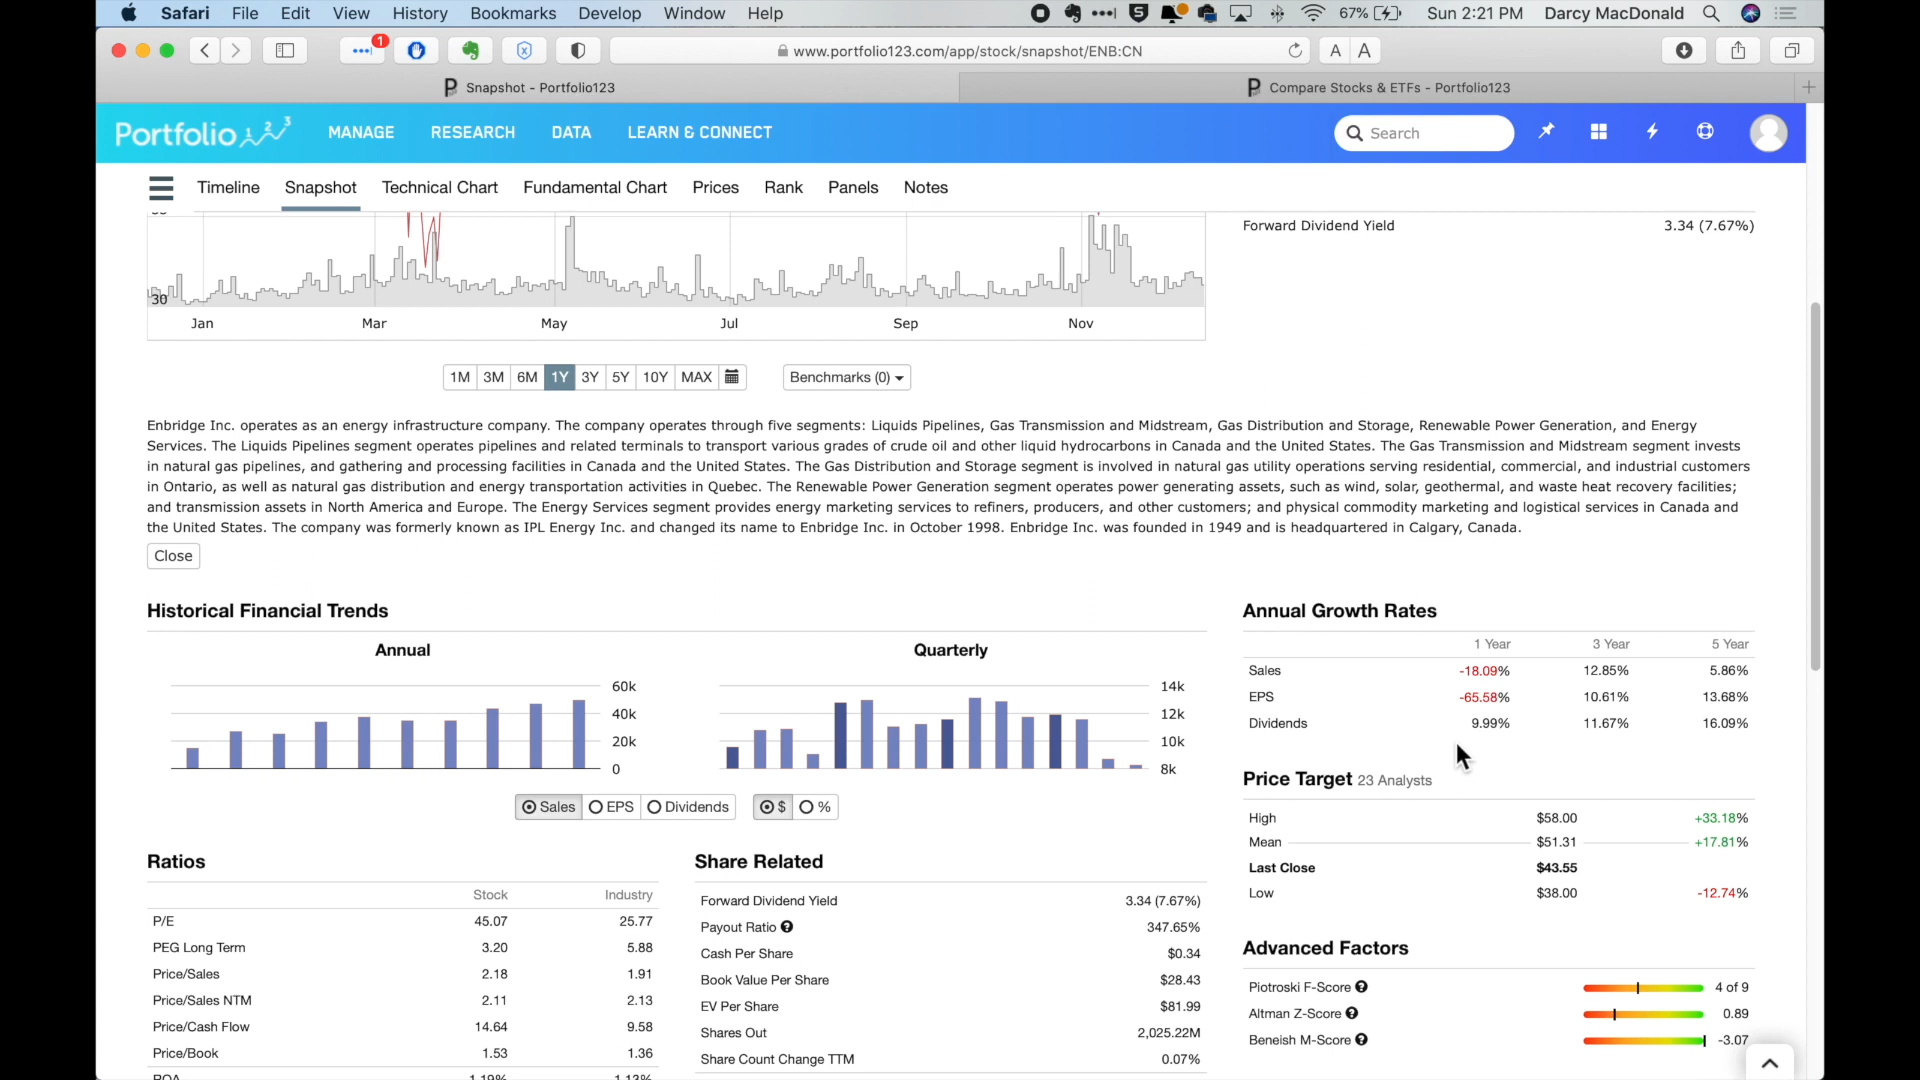 Safari File Edit View History Bookmarks Develop Window Help 67% Sun 2:21 PM Darcy MacDonald
1 www.portfolio123.com/app/stock/snapshot/ENB:CN A A
Snapshot - Portfolio123 Compare Stocks & ETFs - Portfolio123
Portfolio123 MANAGE RESEARCH DATA LEARN & CONNECT Search
Timeline Snapshot Technical Chart Fundamental Chart Prices Rank Panels Notes
Forward Dividend Yield 3.34 (7.67%)
30
Jan Mar May Jul Sep Nov
1M 3M 6M 1Y 3Y 5Y 10Y MAX Benchmarks (0)
Enbridge Inc. operates as an energy infrastructure company. The company operates through five segments: Liquids Pipelines, Gas Transmission and Midstream, Gas Distribution and Storage, Renewable Power Generation, and Energy
Services. The Liquids Pipelines segment operates pipelines and related terminals to transport various grades of crude oil and other liquid hydrocarbons in Canada and the United States. The Gas Transmission and Midstream segment invests
in natural gas pipelines, and gathering and processing facilities in Canada and the United States. The Gas Distribution and Storage segment is involved in natural gas utility operations serving residential, commercial, and industrial customers
in Ontario, as well as natural gas distribution and energy transportation activities in Quebec. The Renewable Power Generation segment operates power generating assets, such as wind, solar, geothermal, and waste heat recovery facilities;
and transmission assets in North America and Europe. The Energy Services segment provides energy marketing services to refiners, producers, and other customers; and physical commodity marketing and logistical services in Canada and
the United States. The company was formerly known as IPL Energy Inc. and changed its name to Enbridge Inc. in October 1998. Enbridge Inc. was founded in 1949 and is headquartered in Calgary, Canada.
Close
Historical Financial Trends
Annual Quarterly
60k 14k
40k 12k
20k 10k
0 8k
Sales EPS Dividends $ %
Annual Growth Rates
1 Year 3 Year 5 Year
Sales -18.09% 12.85% 5.86%
EPS -65.58% 10.61% 13.68%
Dividends 9.99% 11.67% 16.09%
Price Target 23 Analysts
High $58.00 +33.18%
Mean $51.31 +17.81%
Last Close $43.55
Low $38.00 -12.74%
Ratios
Stock Industry
P/E 45.07 25.77
PEG Long Term 3.20 5.88
Price/Sales 2.18 1.91
Price/Sales NTM 2.11 2.13
Price/Cash Flow 14.64 9.58
Price/Book 1.53 1.36
ROA 1.19% 1.13%
Share Related
Forward Dividend Yield 3.34 (7.67%)
Payout Ratio 347.65%
Cash Per Share $0.34
Book Value Per Share $28.43
EV Per Share $81.99
Shares Out 2,025.22M
Share Count Change TTM 0.07%
Advanced Factors
Piotroski F-Score 4 of 9
Altman Z-Score 0.89
Beneish M-Score -3.07